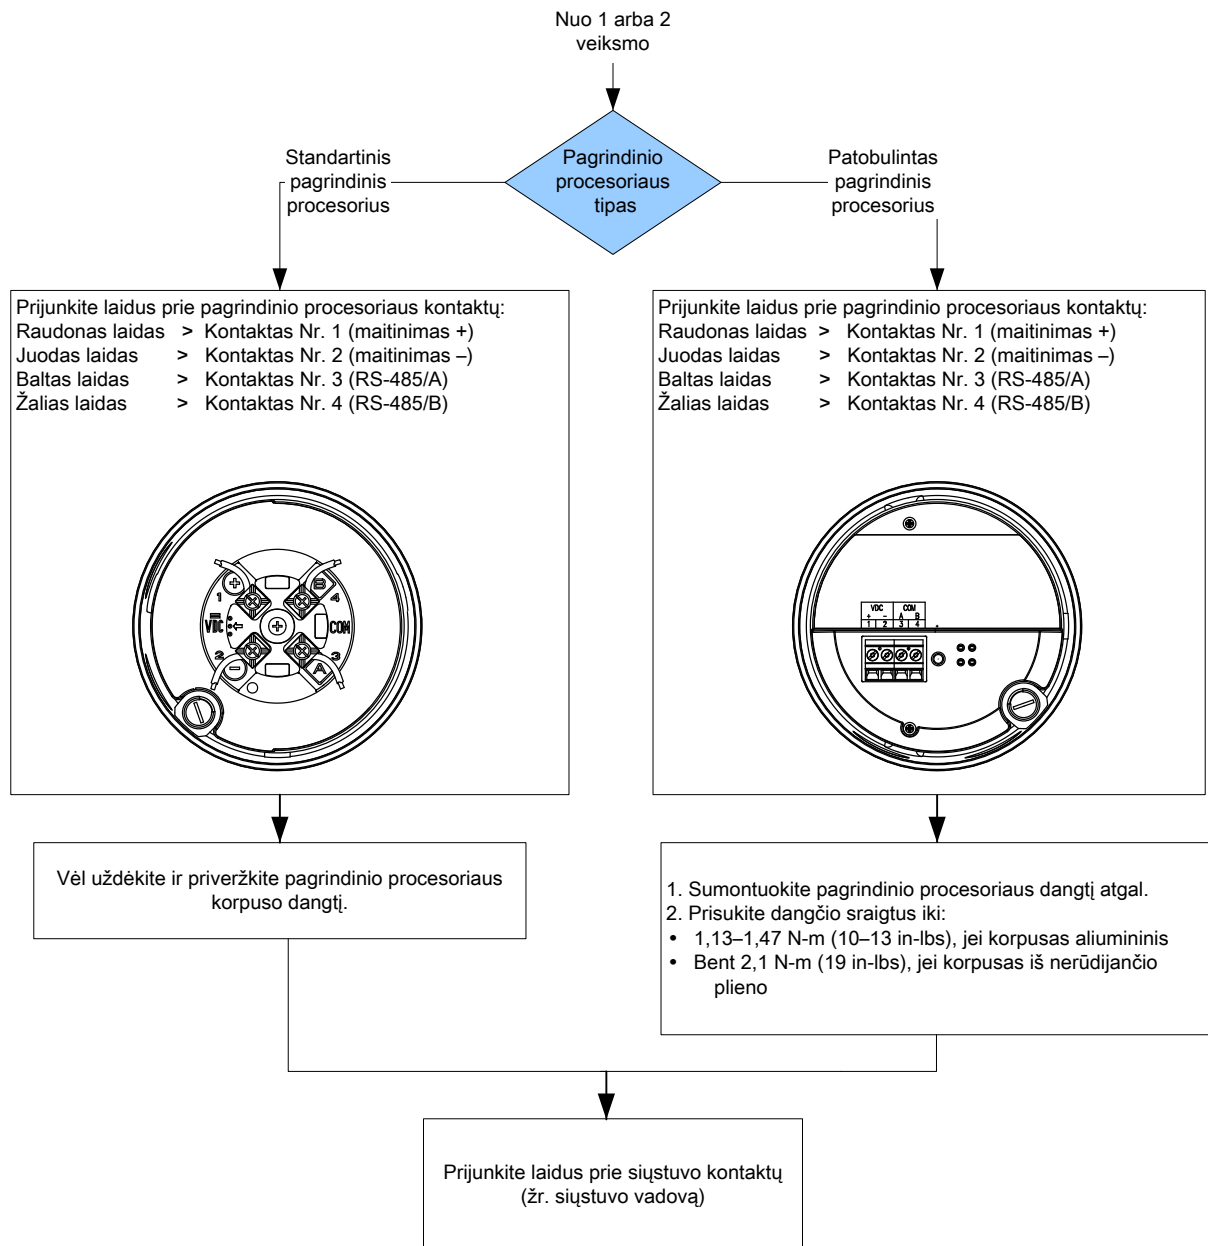 Nuo 1 arba 2
veiksmo
Pagrindinio
procesoriaus
tipas
Standartinis
pagrindinis
procesorius
Patobulintas
pagrindinis
procesorius
Prijunkite laidus prie pagrindinio procesoriaus kontaktų:
Raudonas laidas > Kontaktas Nr. 1 (maitinimas +)
Juodas laidas > Kontaktas Nr. 2 (maitinimas –)
Baltas laidas > Kontaktas Nr. 3 (RS-485/A)
Žalias laidas > Kontaktas Nr. 4 (RS-485/B)
1 + B 4
VDC COM
2 – A 3
Prijunkite laidus prie pagrindinio procesoriaus kontaktų:
Raudonas laidas > Kontaktas Nr. 1 (maitinimas +)
Juodas laidas > Kontaktas Nr. 2 (maitinimas –)
Baltas laidas > Kontaktas Nr. 3 (RS-485/A)
Žalias laidas > Kontaktas Nr. 4 (RS-485/B)
VDC COM
+ – A B
1 2 3 4
Vėl uždėkite ir priveržkite pagrindinio procesoriaus
korpuso dangtį.
1. Sumontuokite pagrindinio procesoriaus dangtį atgal.
2. Prisukite dangčio sraigtus iki:
• 1,13–1,47 N-m (10–13 in-lbs), jei korpusas aliumininis
• Bent 2,1 N-m (19 in-lbs), jei korpusas iš nerūdijančio
plieno
Prijunkite laidus prie siųstuvo kontaktų
(žr. siųstuvo vadovą)